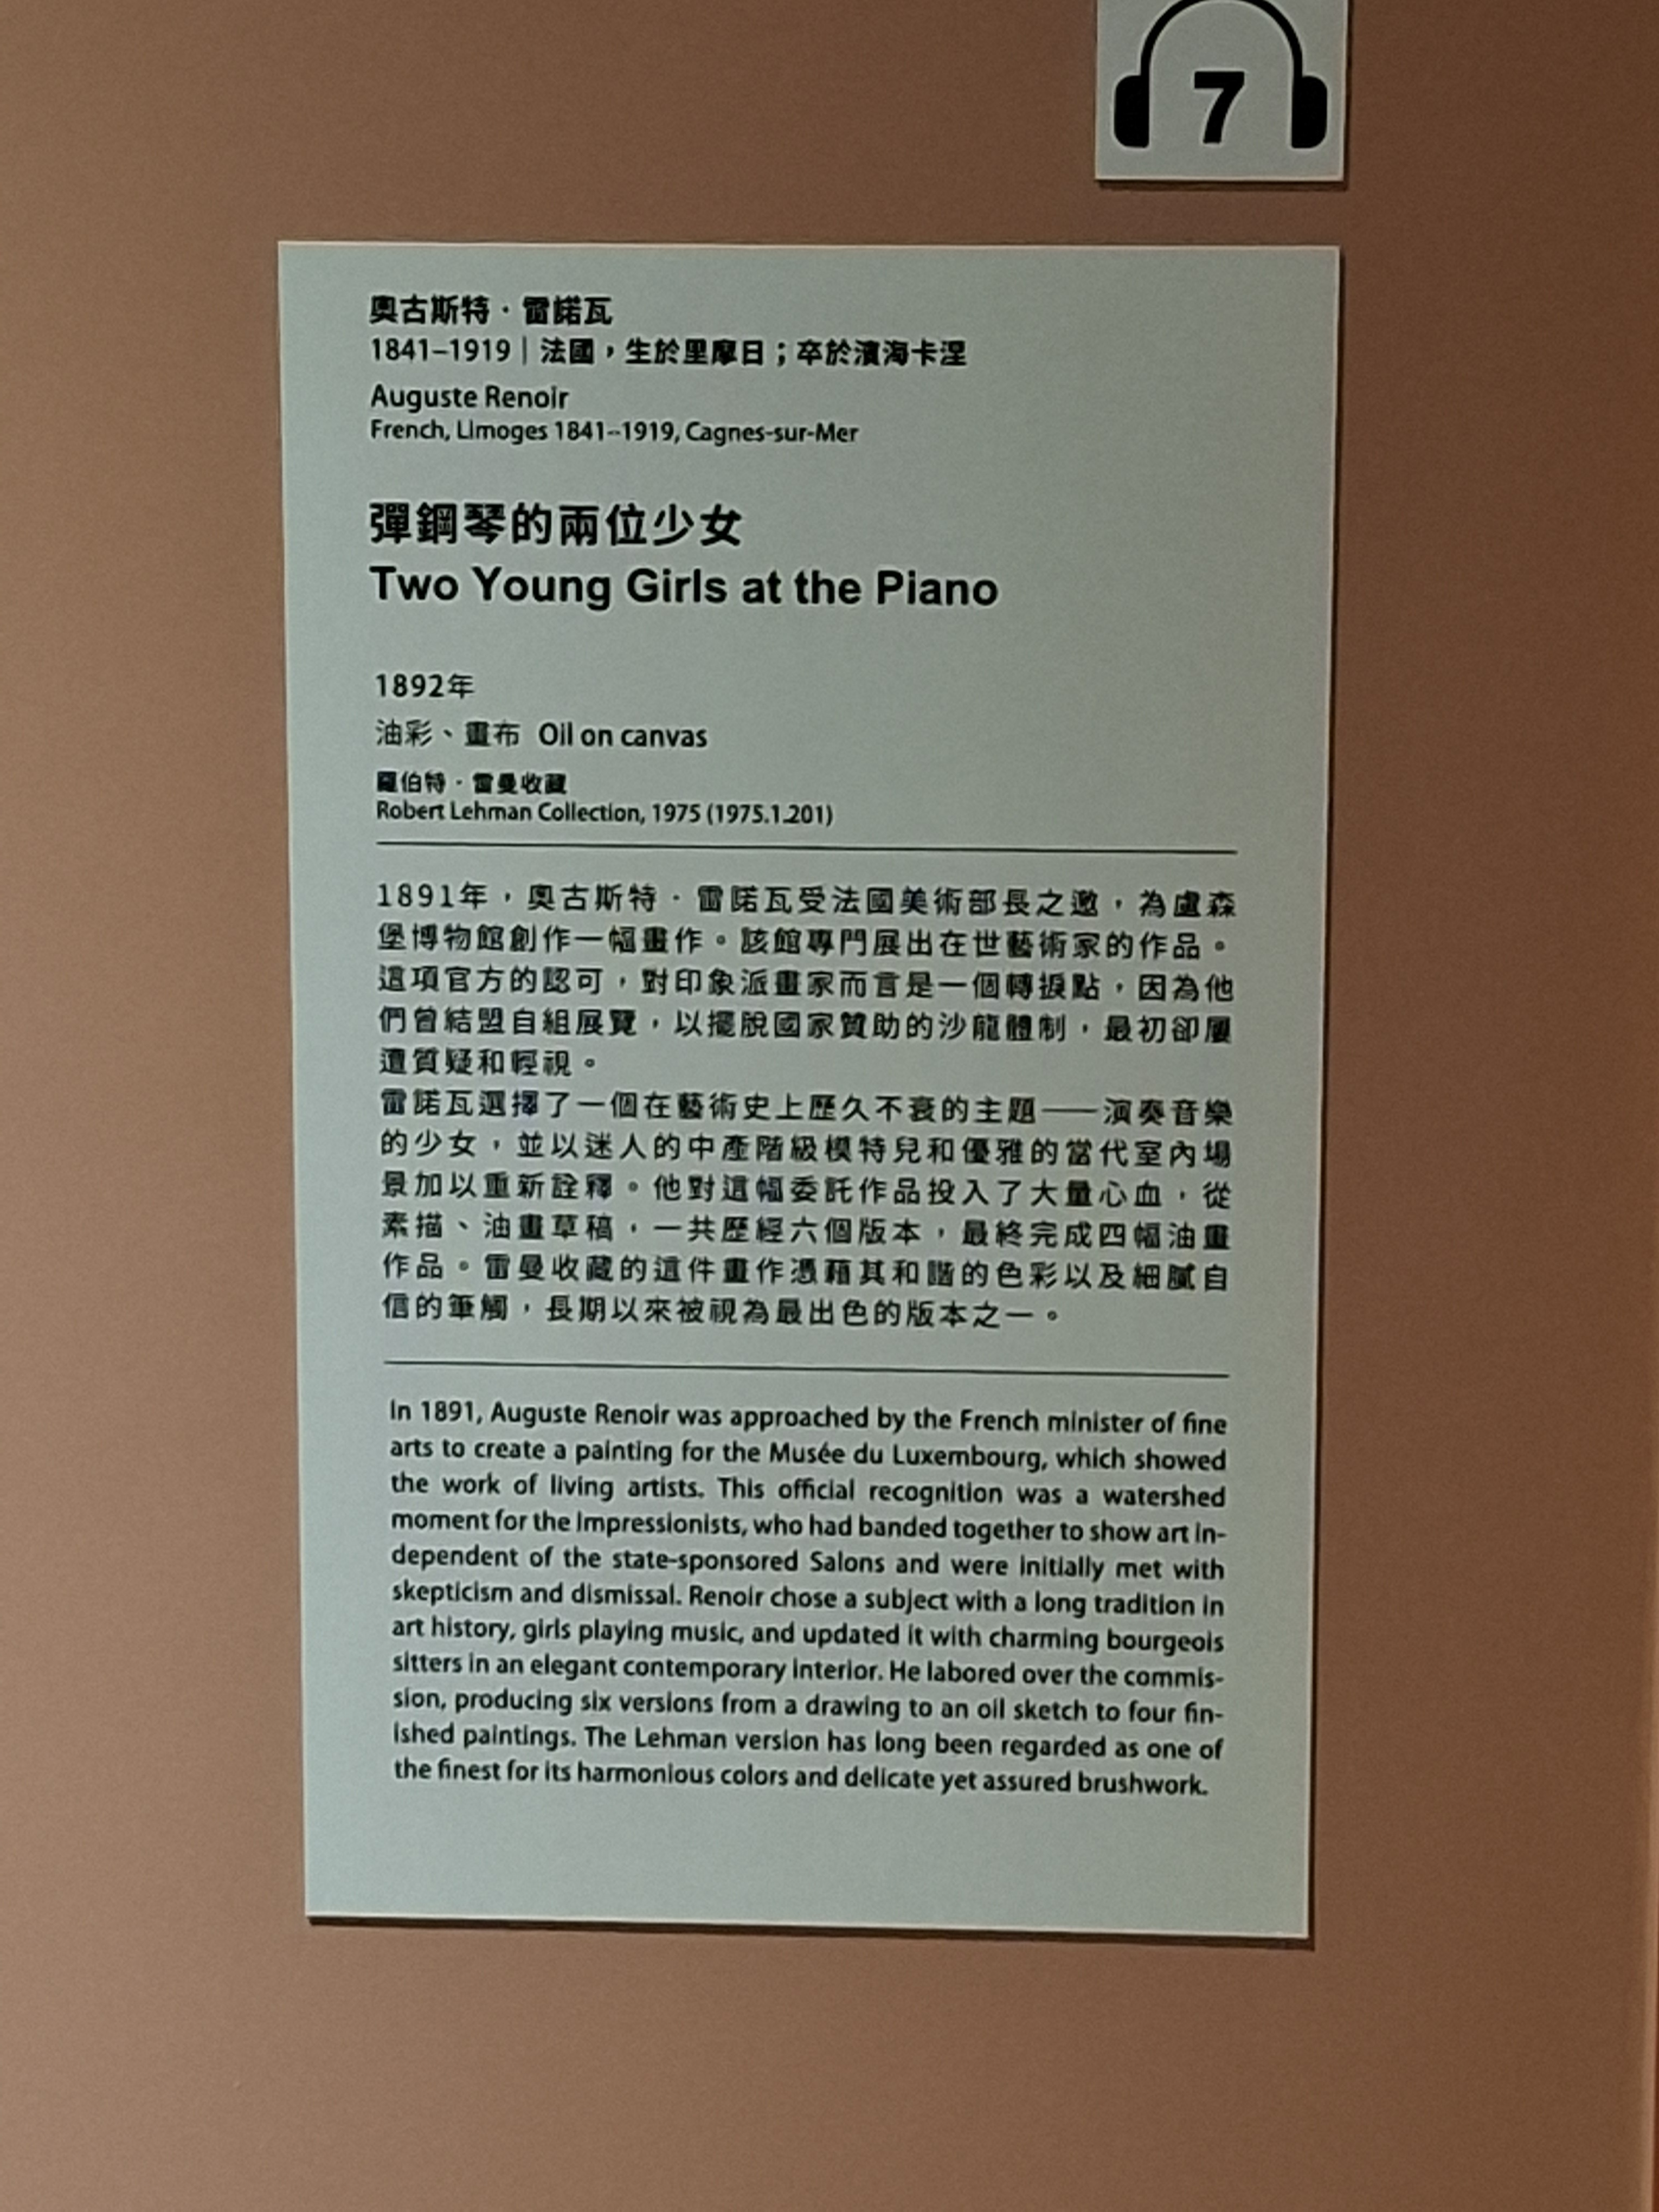 7
奧古斯特·雷諾瓦
1841–1919｜法國，生於里摩日；卒於濱海卡涅
Auguste Renoir
French, Limoges 1841–1919, Cagnes-sur-Mer
彈鋼琴的兩位少女
Two Young Girls at the Piano
1892年
油彩、畫布 Oil on canvas
羅伯特·雷曼收藏
Robert Lehman Collection, 1975 (1975.1.201)
1891年，奧古斯特·雷諾瓦受法國美術部長之邀，為盧森
堡博物館創作一幅畫作。該館專門展出在世藝術家的作品。
這項官方的認可，對印象派畫家而言是一個轉捩點，因為他
們曾結盟自組展覽，以擺脫國家贊助的沙龍體制，最初卻屢
遭質疑和輕視。
雷諾瓦選擇了一個在藝術史上歷久不衰的主題——演奏音樂
的少女，並以迷人的中產階級模特兒和優雅的當代室內場
景加以重新詮釋。他對這幅委託作品投入了大量心血，從
素描、油畫草稿，一共歷經六個版本，最終完成四幅油畫
作品。雷曼收藏的這件畫作憑藉其和諧的色彩以及細膩自
信的筆觸，長期以來被視為最出色的版本之一。
In 1891, Auguste Renoir was approached by the French minister of fine
arts to create a painting for the Musée du Luxembourg, which showed
the work of living artists. This official recognition was a watershed
moment for the Impressionists, who had banded together to show art in-
dependent of the state-sponsored Salons and were initially met with
skepticism and dismissal. Renoir chose a subject with a long tradition in
art history, girls playing music, and updated it with charming bourgeois
sitters in an elegant contemporary interior. He labored over the commis-
sion, producing six versions from a drawing to an oil sketch to four fin-
ished paintings. The Lehman version has long been regarded as one of
the finest for its harmonious colors and delicate yet assured brushwork.